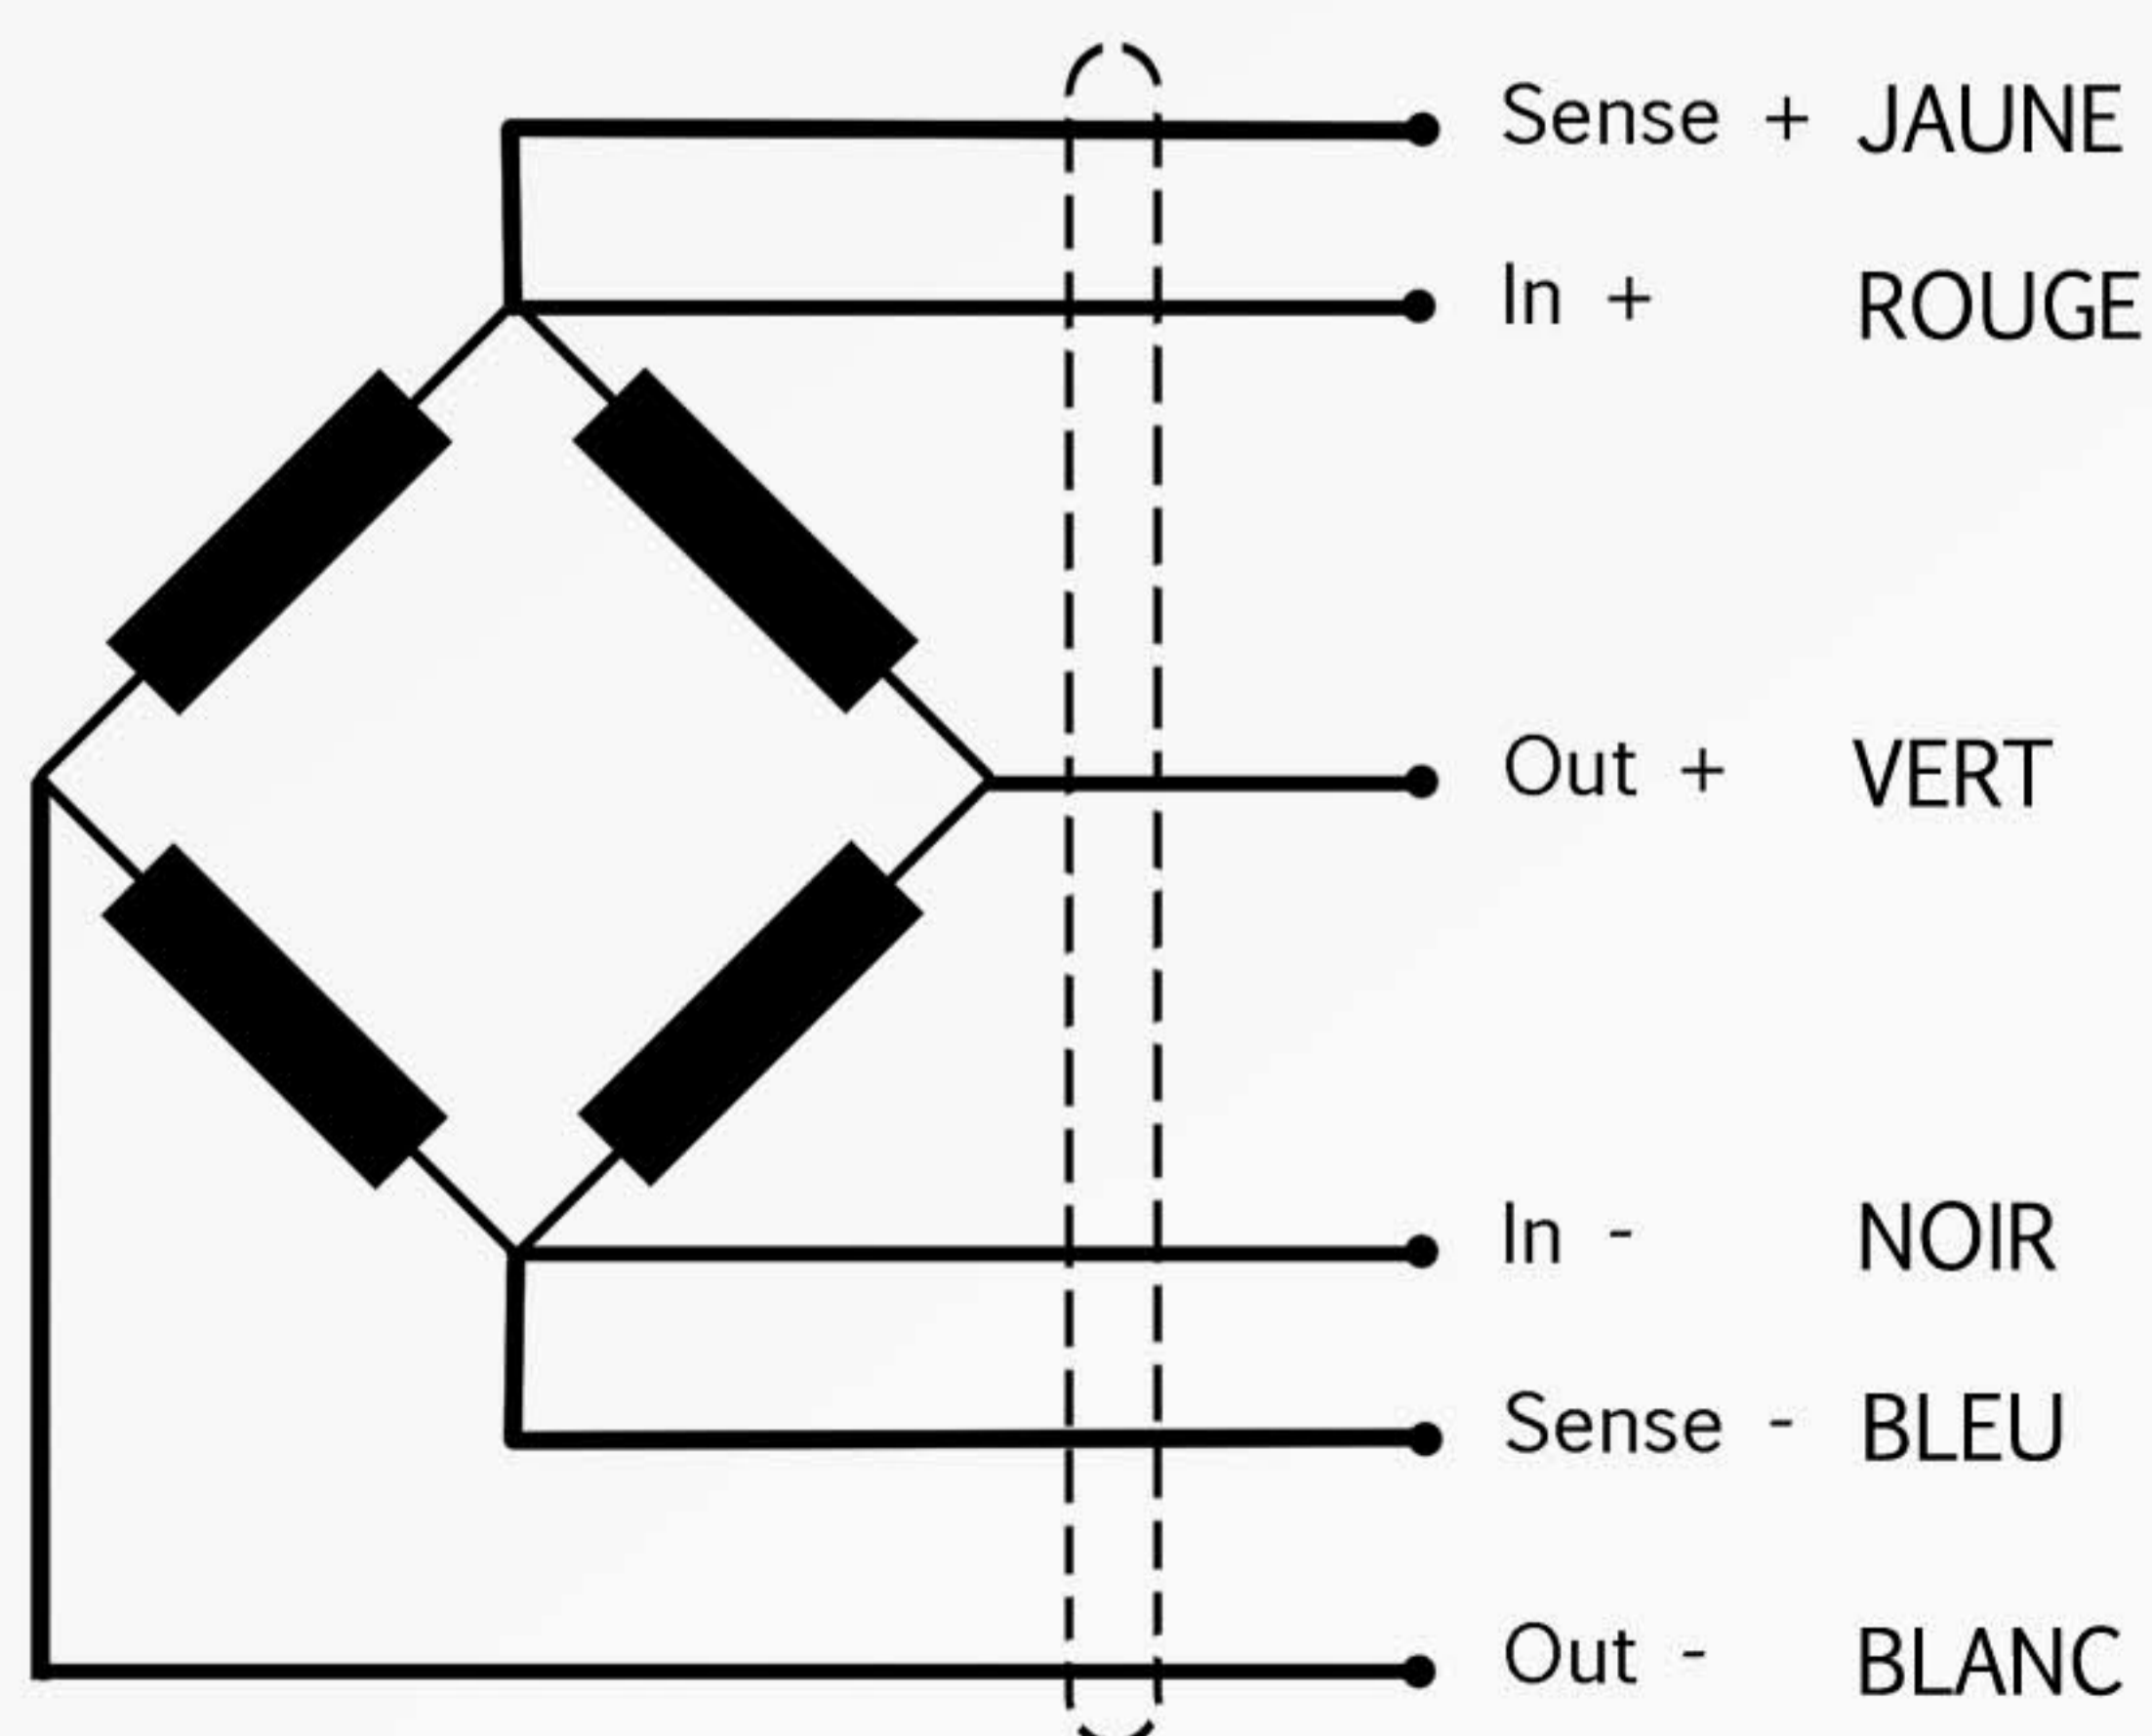 Sense + JAUNE
In + ROUGE
Out + VERT
In - NOIR
Sense - BLEU
Out - BLANC